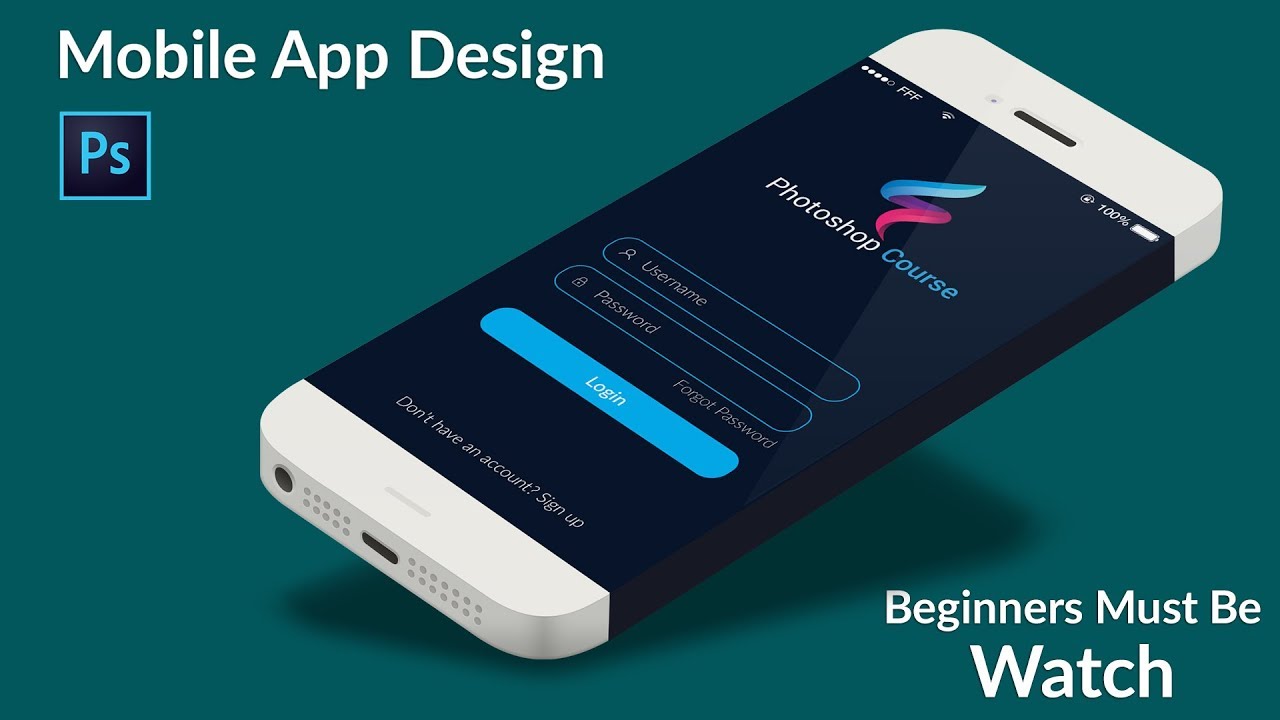 Mobile App Design
Ps
FFF
100%
Photoshop Course
Username
Password
Forgot Password
Login
Don't have an account? Sign up
Beginners Must Be
Watch